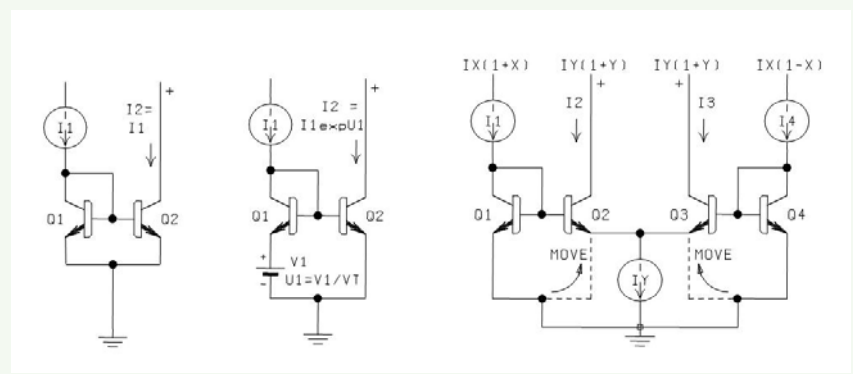 I2=
I1
I1
Q1
Q2
+
I2 =
I1expU1
I1
Q1
Q2
+
+
V1
U1=V1/VT
-
IX(1+X)
IY(1+Y)
IY(1+Y)
IX(1-X)
+
+
I1
I2
I3
I4
Q1
Q2
Q3
Q4
MOVE
MOVE
IY